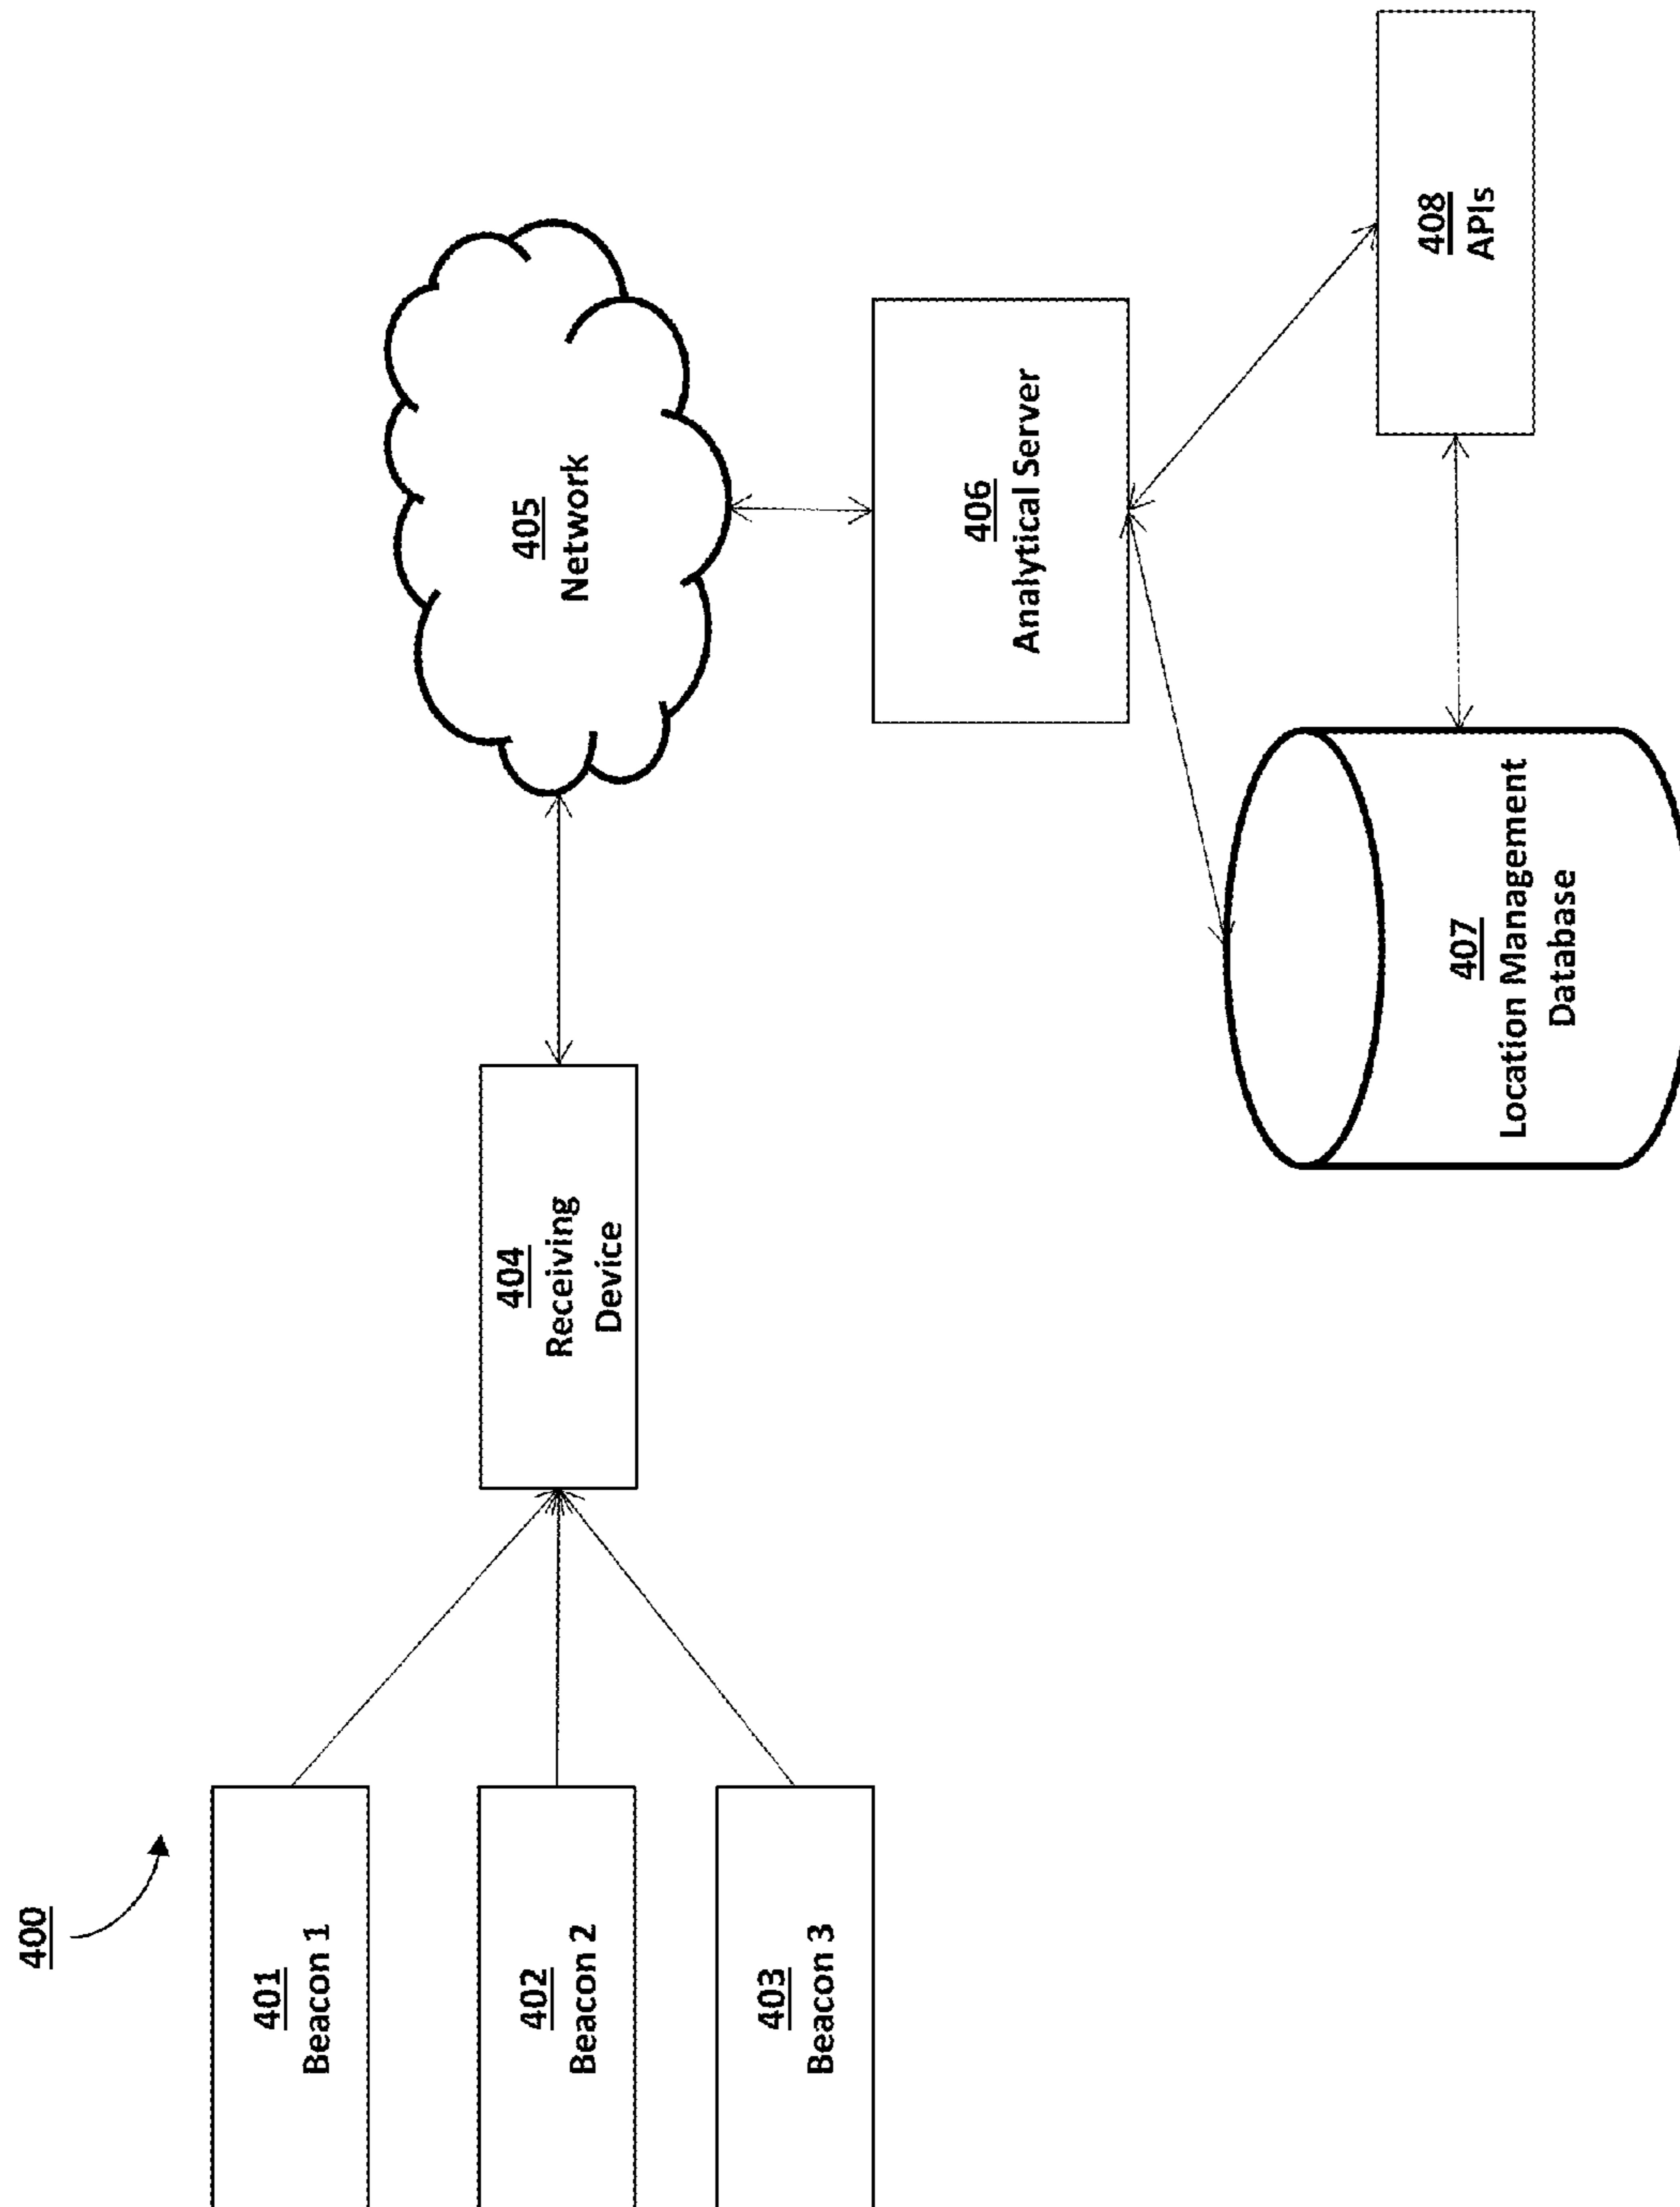 400
401
Beacon 1
402
Beacon 2
403
Beacon 3
404
Receiving
Device
405
Network
406
Analytical Server
407
Location Management
Database
408
APIs